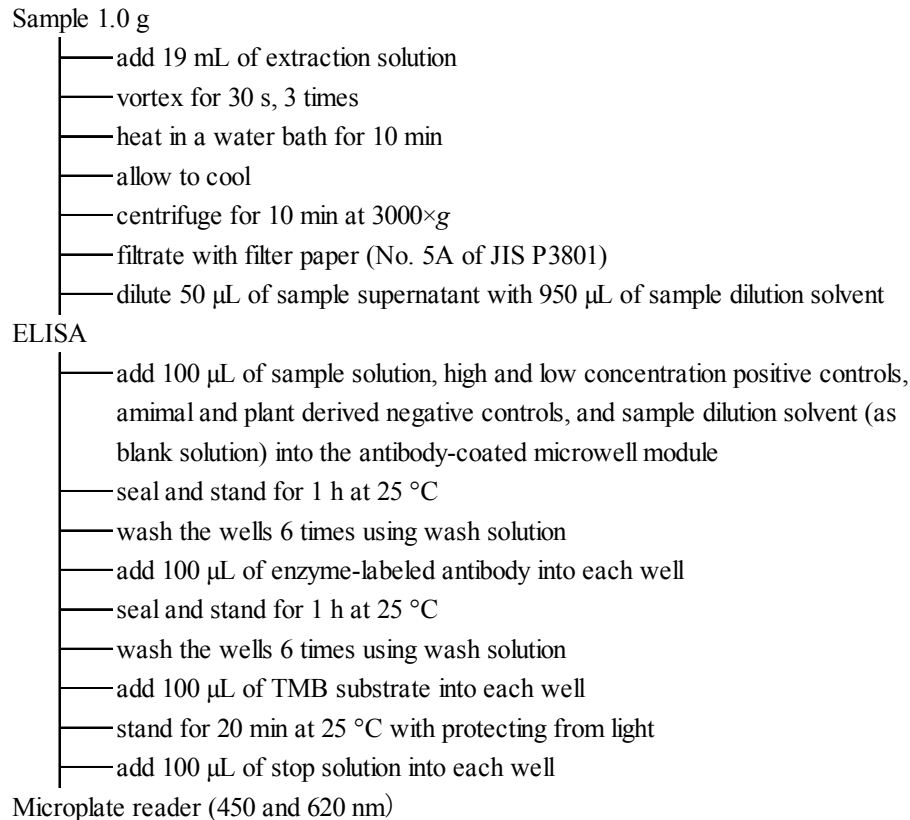 Sample 1.0 g
add 19 mL of extraction solution
vortex for 30 s, 3 times
heat in a water bath for 10 min
allow to cool
centrifuge for 10 min at 3000×g
filtrate with filter paper (No. 5A of JIS P3801)
dilute 50 μL of sample supernatant with 950 μL of sample dilution solvent
ELISA
add 100 μL of sample solution, high and low concentration positive controls,
amimal and plant derived negative controls, and sample dilution solvent (as
blank solution) into the antibody-coated microwell module
seal and stand for 1 h at 25 °C
wash the wells 6 times using wash solution
add 100 μL of enzyme-labeled antibody into each well
seal and stand for 1 h at 25 °C
wash the wells 6 times using wash solution
add 100 μL of TMB substrate into each well
stand for 20 min at 25 °C with protecting from light
add 100 μL of stop solution into each well
Microplate reader (450 and 620 nm)